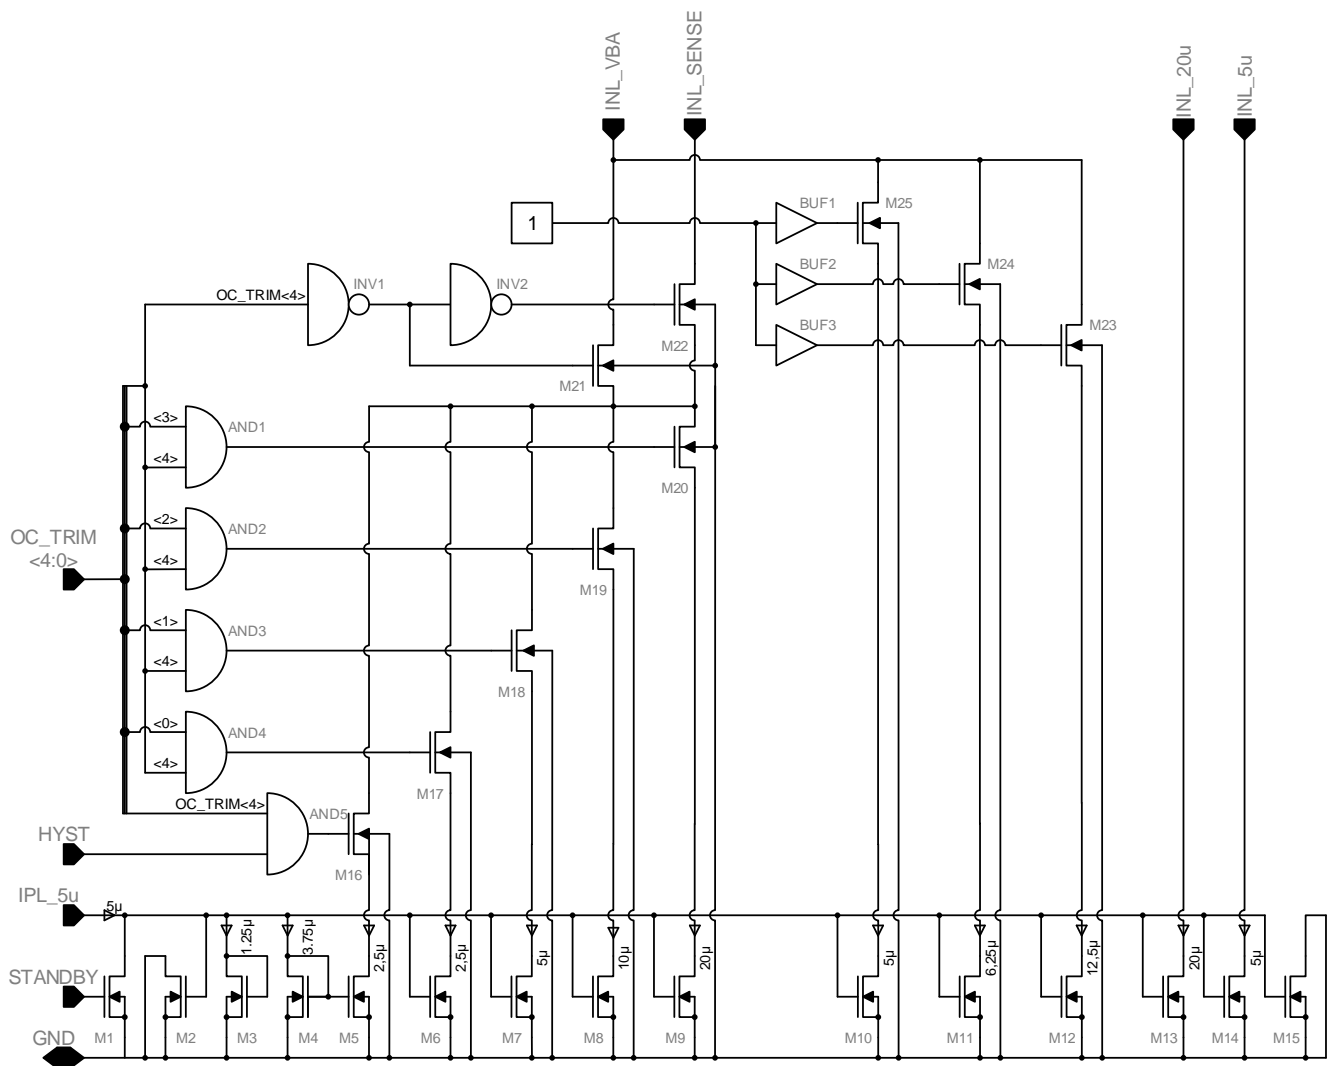 INL_VBA
INL_SENSE
INL_20u
INL_5u
1
BUF1
M25
BUF2
M24
BUF3
M23
OC_TRIM<4>
INV1
INV2
M22
M21
<3>
<4>
AND1
M20
OC_TRIM
<4:0>
<2>
<4>
AND2
M19
<1>
<4>
AND3
M18
<0>
<4>
AND4
M17
OC_TRIM<4>
AND5
HYST
M16
IPL_5u
5µ
1.25µ
3.75µ
2,5µ
2,5µ
5µ
10µ
20µ
5µ
6,25µ
12,5µ
20µ
5µ
STANDBY
GND
M1
M2
M3
M4
M5
M6
M7
M8
M9
M10
M11
M12
M13
M14
M15